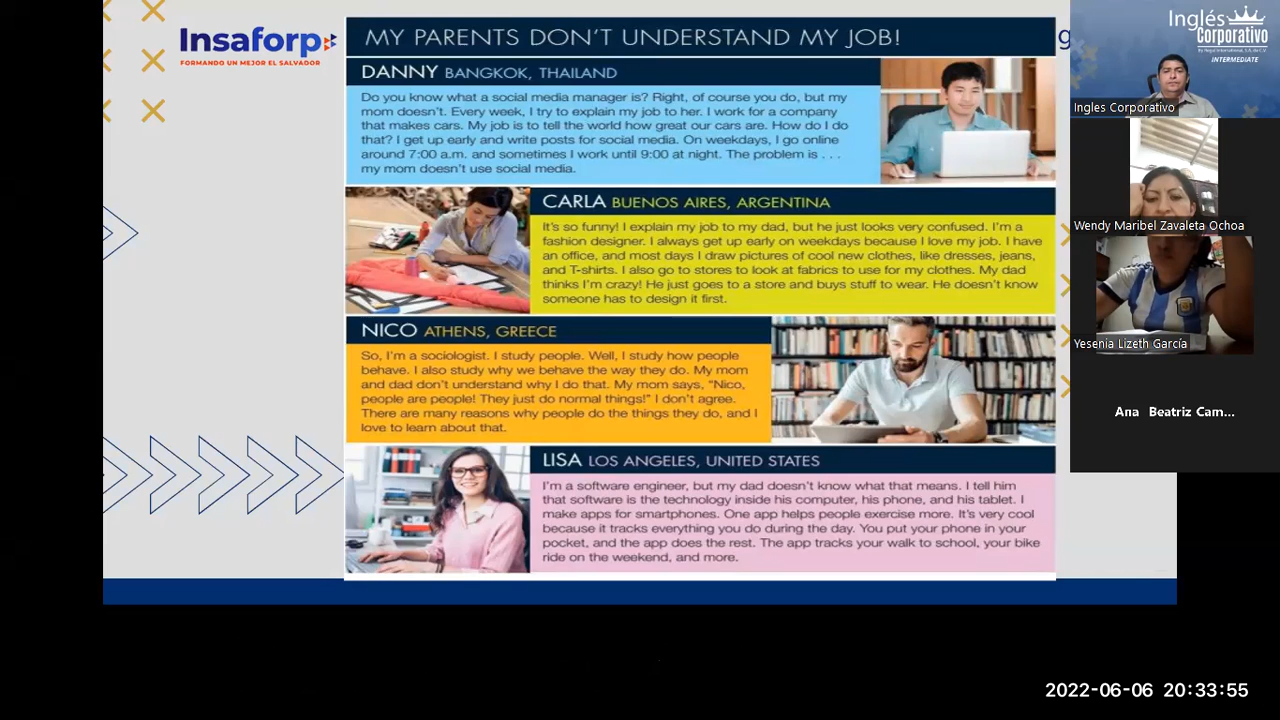 Insaforp
FORMANDO UN MEJOR EL SALVADOR
MY PARENTS DON'T UNDERSTAND MY JOB!
g
DANNY BANGKOK, THAILAND
Do you know what a social media manager is? Right, of course you do, but my
mom doesn't. Every week, I try to explain my job to her. I work for a company
that makes cars. My job is to tell the world how great our cars are. How do I do
that? I get up early and write posts for social media. On weekdays, I go online
around 7:00 a.m. and sometimes I work until 9:00 at night. The problem is . . .
my mom doesn't use social media.
CARLA BUENOS AIRES, ARGENTINA
It's so funny! I explain my job to my dad, but he just looks very confused. I'm a
fashion designer. I always get up early on weekdays because I love my job. I have
an office, and most days I draw pictures of cool new clothes, like dresses, jeans,
and T-shirts. I also go to stores to look at fabrics to use for my clothes. My dad
thinks I'm crazy! He just goes to a store and buys stuff to wear. He doesn't know
someone has to design it first.
NICO ATHENS, GREECE
So, I'm a sociologist. I study people. Well, I study how people
behave. I also study why we behave the way they do. My mom
and dad don't understand why I do that. My mom says, "Nico,
people are people! They just do normal things!" I don't agree.
There are many reasons why people do the things they do, and I
love to learn about that.
LISA LOS ANGELES, UNITED STATES
I'm a software engineer, but my dad doesn't know what that means. I tell him
that software is the technology inside his computer, his phone, and his tablet. I
make apps for smartphones. One app helps people exercise more. It's very cool
because it tracks everything you do during the day. You put your phone in your
pocket, and the app does the rest. The app tracks your walk to school, your bike
ride on the weekend, and more.
Inglés
Corporativo
INTERMEDIATE
Ingles Corporativo
Wendy Maribel Zavaleta Ochoa
Yesenia Lizeth García
Ana Beatriz Cam...
2022-06-06 20:33:55